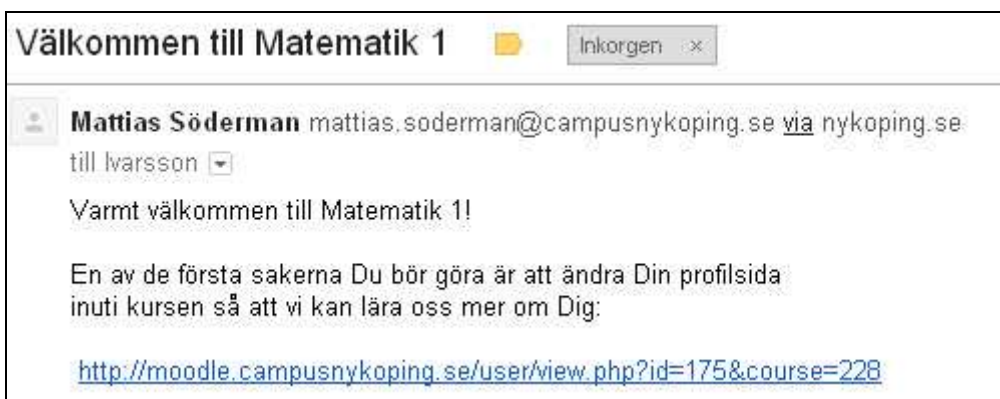 Välkommen till Matematik 1 Inkorgen ×
Mattias Söderman mattias.soderman@campusnykoping.se via nykoping.se
till Ivarsson
Varmt välkommen till Matematik 1!
En av de första sakerna Du bör göra är att ändra Din profilsida
inuti kursen så att vi kan lära oss mer om Dig:
http://moodle.campusnykoping.se/user/view.php?id=175&course=228